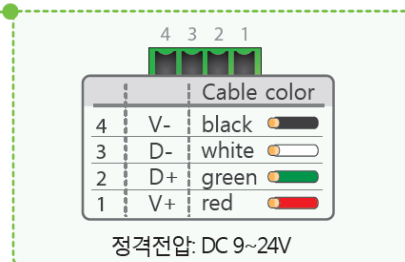 4 3 2 1
Cable color
4 V- black
3 D- white
2 D+ green
1 V+ red
정격전압: DC 9~24V